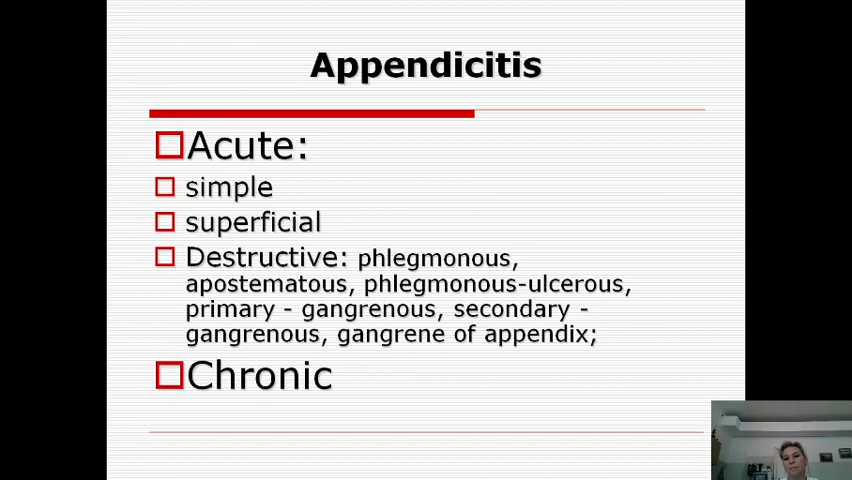 Appendicitis
Acute:
simple
superficial
Destructive: phlegmonous,
apostematous, phlegmonous-ulcerous,
primary - gangrenous, secondary -
gangrenous, gangrene of appendix;
Chronic